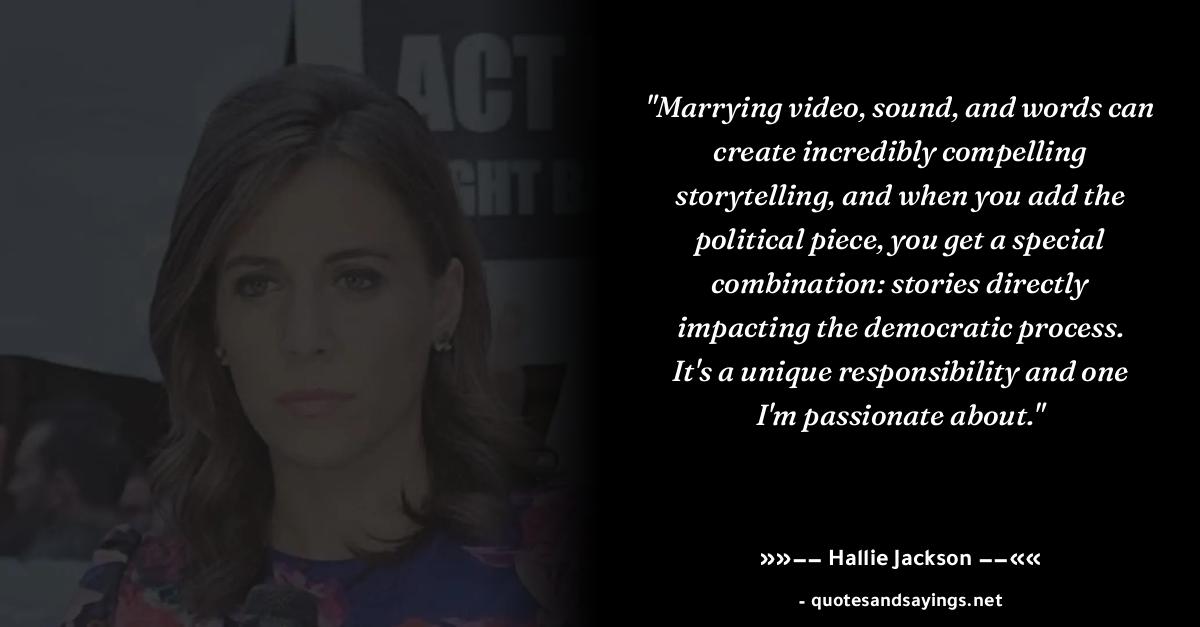 ACT
GHT B
"Marrying video, sound, and words can
create incredibly compelling
storytelling, and when you add the
political piece, you get a special
combination: stories directly
impacting the democratic process.
It's a unique responsibility and one
I'm passionate about."
»»–– Hallie Jackson ––««
- quotesandsayings.net